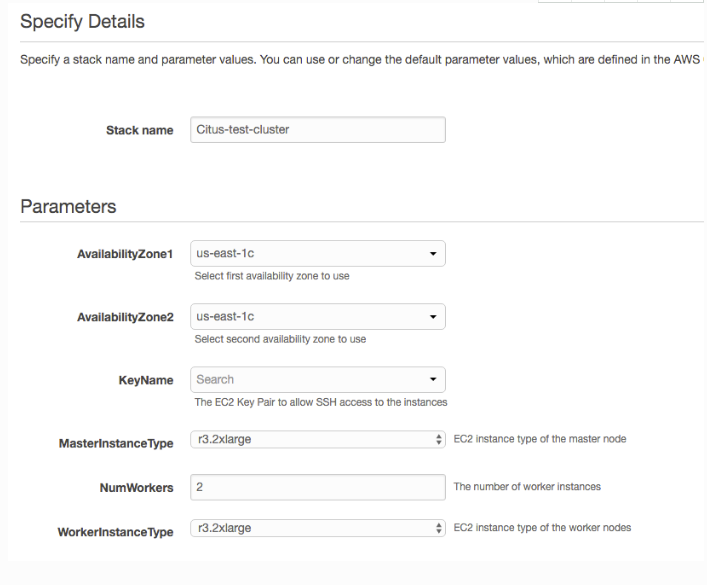 Specify Details
Specify a stack name and parameter values. You can use or change the default parameter values, which are defined in the AWS
Stack name Citus-test-cluster
Parameters
AvailabilityZone1 us-east-1c
Select first availability zone to use
AvailabilityZone2 us-east-1c
Select second availability zone to use
KeyName Search
The EC2 Key Pair to allow SSH access to the instances
MasterInstanceType r3.2xlarge EC2 instance type of the master node
NumWorkers 2 The number of worker instances
WorkerInstanceType r3.2xlarge EC2 instance type of the worker nodes